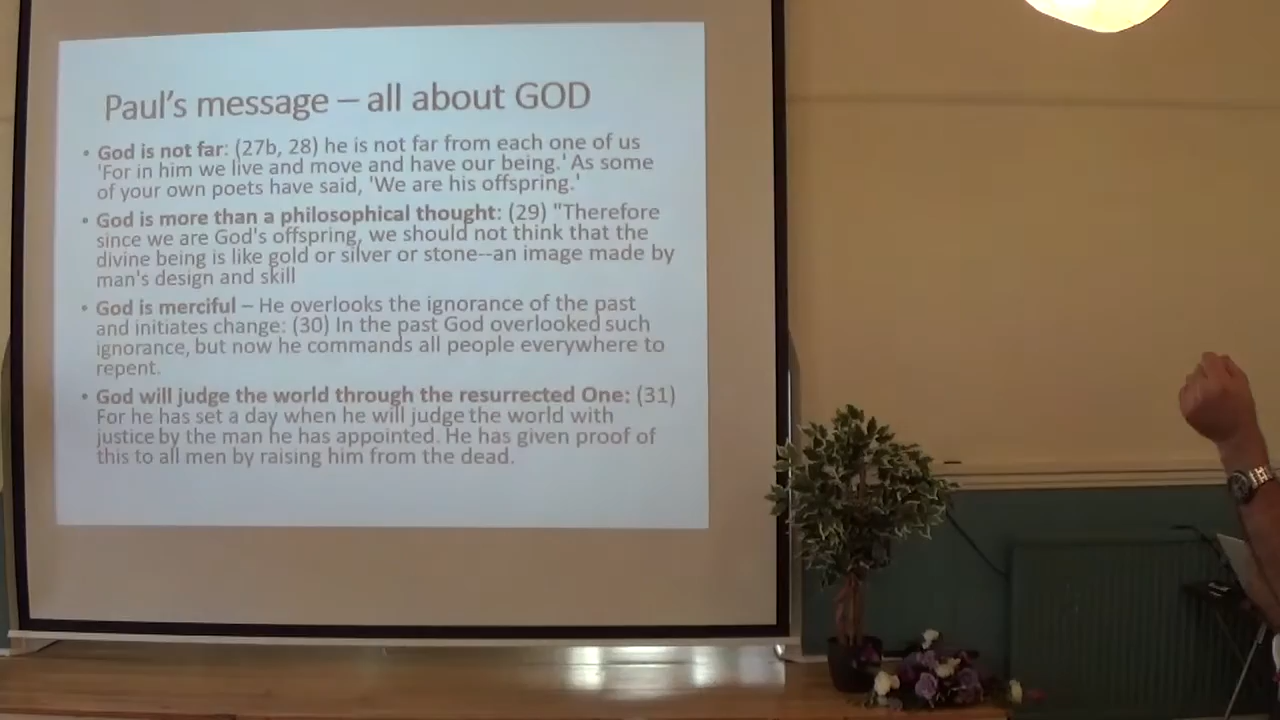 Paul's message – all about GOD
• God is not far: (27b, 28) he is not far from each one of us
'For in him we live and move and have our being.' As some
of your own poets have said, 'We are his offspring.'
• God is more than a philosophical thought: (29) "Therefore
since we are God's offspring, we should not think that the
divine being is like gold or silver or stone--an image made by
man's design and skill
• God is merciful – He overlooks the ignorance of the past
and initiates change: (30) In the past God overlooked such
ignorance, but now he commands all people everywhere to
repent.
• God will judge the world through the resurrected One: (31)
For he has set a day when he will judge the world with
justice by the man he has appointed. He has given proof of
this to all men by raising him from the dead.